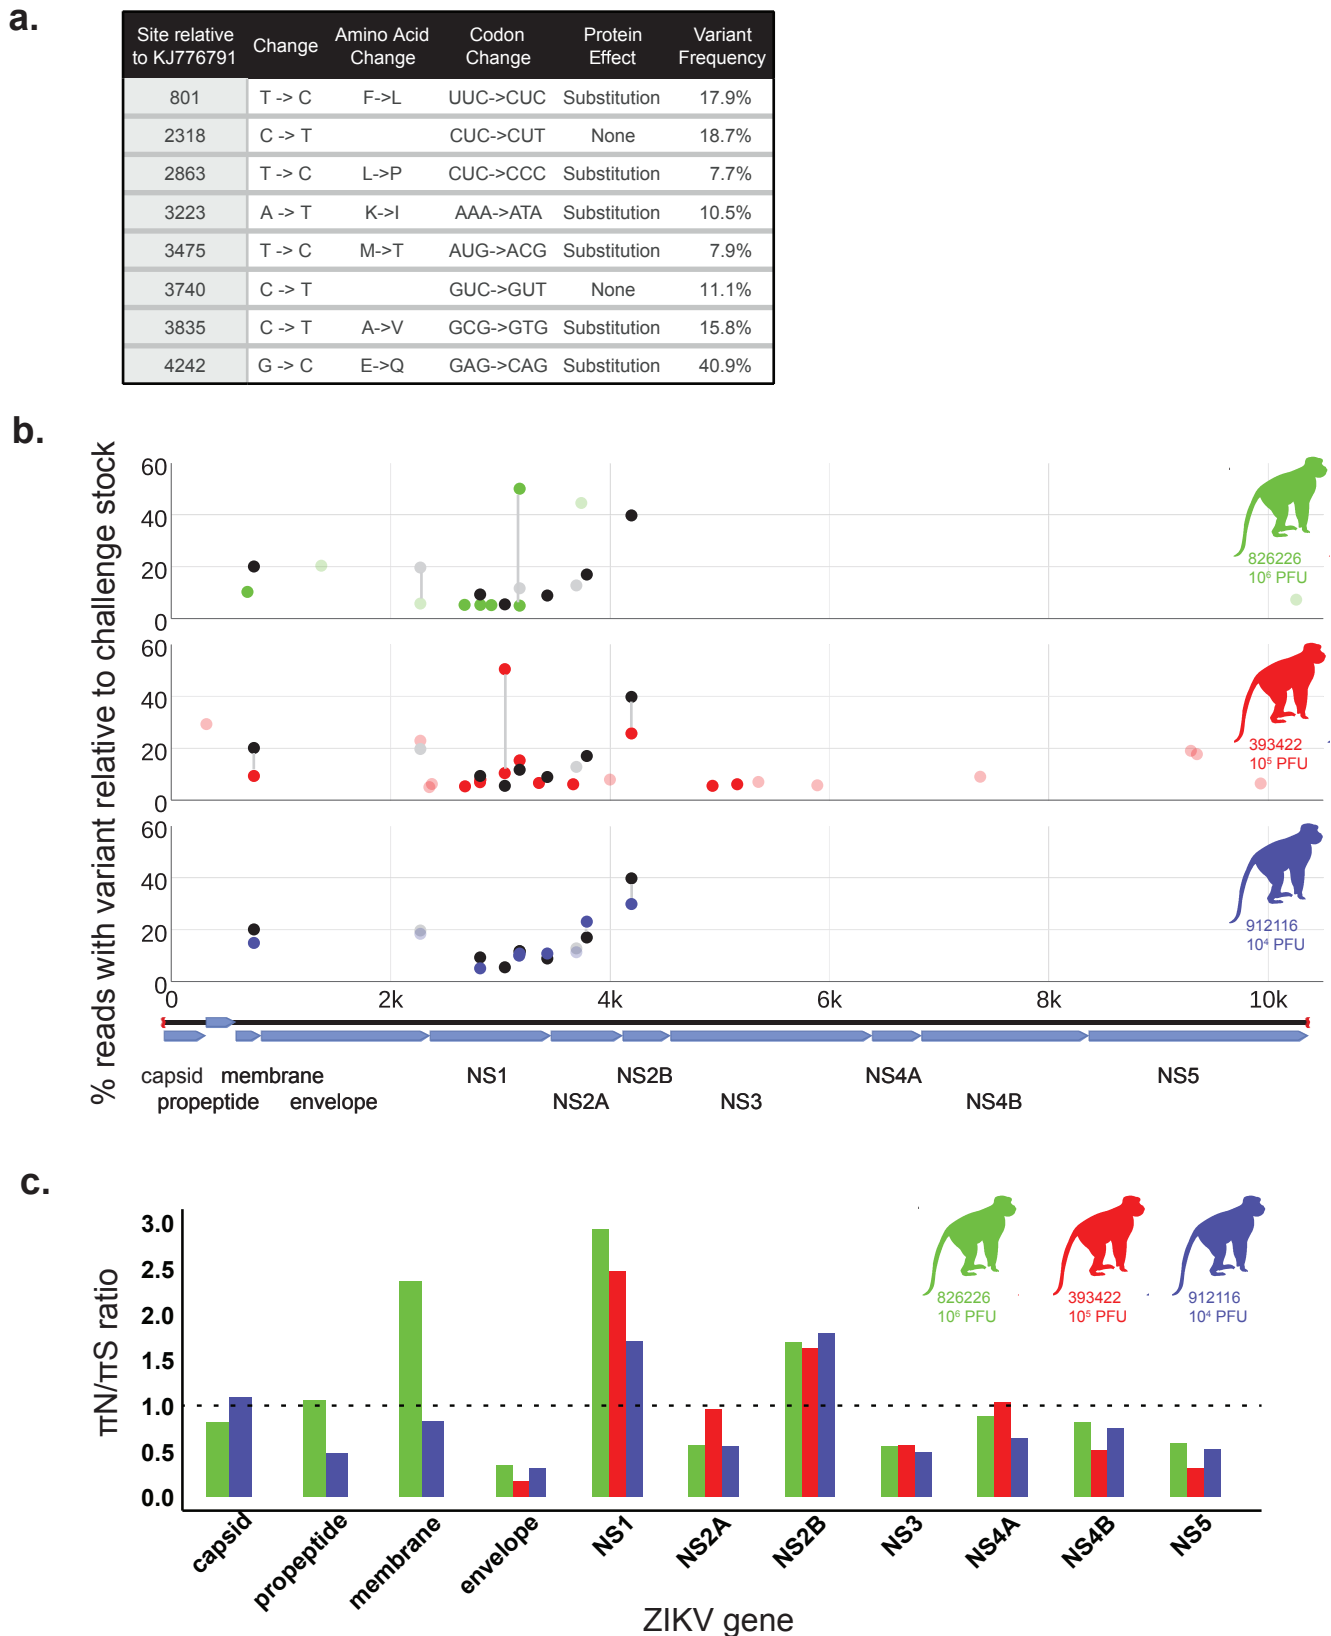 a.
Site relative to KJ776791 Change Amino Acid Change Codon Change Protein Effect Variant Frequency
801 T -> C F->L UUC->CUC Substitution 17.9%
2318 C -> T CUC->CUT None 18.7%
2863 T -> C L->P CUC->CCC Substitution 7.7%
3223 A -> T K->I AAA->ATA Substitution 10.5%
3475 T -> C M->T AUG->ACG Substitution 7.9%
3740 C -> T GUC->GUT None 11.1%
3835 C -> T A->V GCG->GTG Substitution 15.8%
4242 G -> C E->Q GAG->CAG Substitution 40.9%
b.
% reads with variant relative to challenge stock
60
40
20
0
826226
10⁶ PFU
60
40
20
0
393422
10⁵ PFU
60
40
20
0
912116
10⁴ PFU
0 2k 4k 6k 8k 10k
capsid membrane NS1 NS2B NS4A NS5
propeptide envelope NS2A NS3 NS4B
c.
πN/πS ratio
3.0
2.5
2.0
1.5
1.0
0.5
0.0
826226 393422 912116
10⁶ PFU 10⁵ PFU 10⁴ PFU
capsid propeptide membrane envelope NS1 NS2A NS2B NS3 NS4A NS4B NS5
ZIKV gene